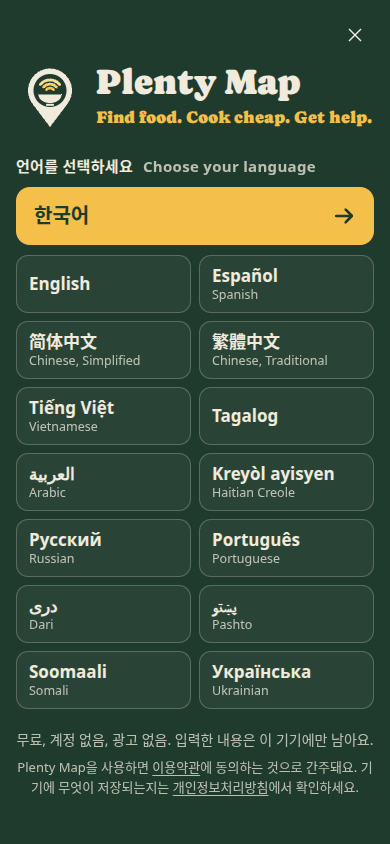 Plenty Map
Find food. Cook cheap. Get help.
언어를 선택하세요 Choose your language
한국어
English
Español
Spanish
简体中文
Chinese, Simplified
繁體中文
Chinese, Traditional
Tiếng Việt
Vietnamese
Tagalog
العربية
Arabic
Kreyòl ayisyen
Haitian Creole
Русский
Russian
Português
Portuguese
دری
Dari
پښتو
Pashto
Soomaali
Somali
Українська
Ukrainian
무료, 계정 없음, 광고 없음. 입력한 내용은 이 기기에만 남아요.
Plenty Map을 사용하면 이용약관에 동의하는 것으로 간주돼요. 기
기에 무엇이 저장되는지는 개인정보처리방침에서 확인하세요.